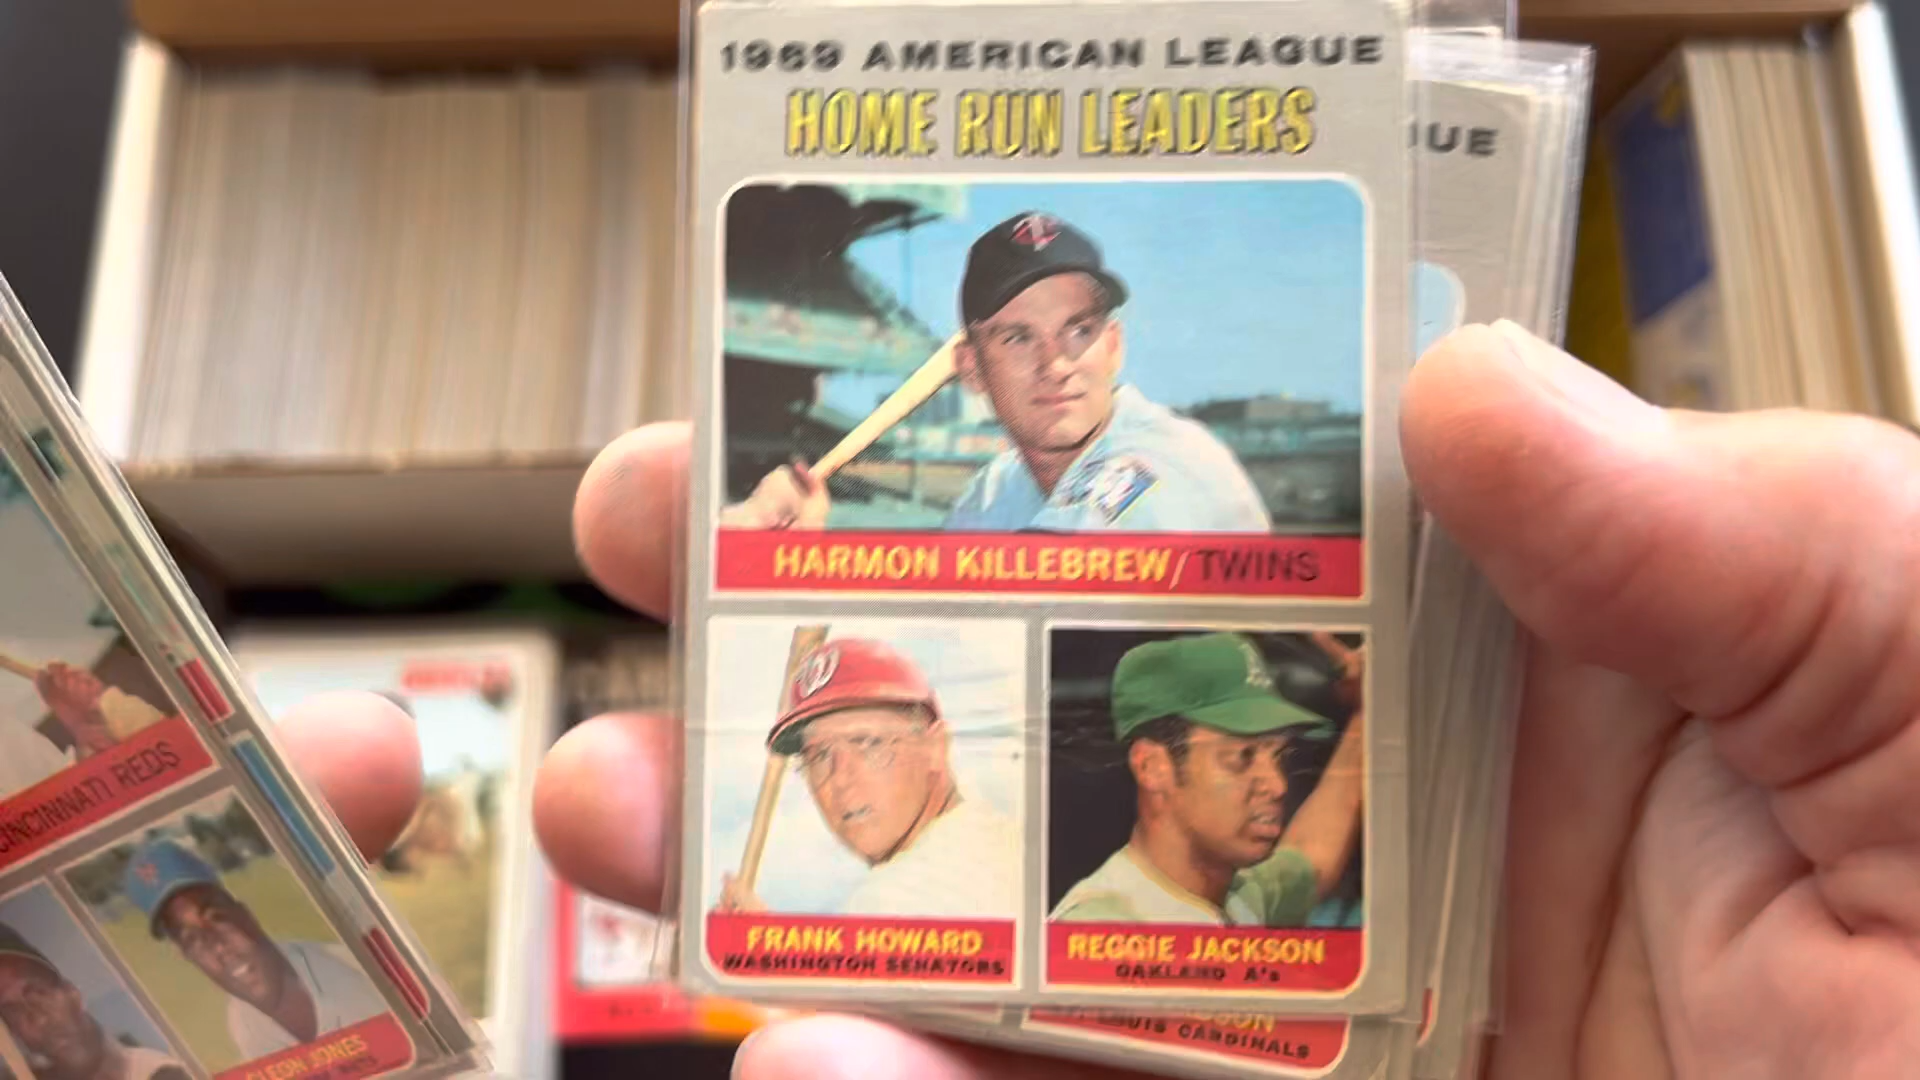 1969 AMERICAN LEAGUE
HOME RUN LEADERS
UE
HARMON KILLEBREW/TWINS
W
FRANK HOWARD
WASHINGTON SENATORS
REGGIE JACKSON
OAKLAND A's
LOUIS CARDINALS
CINCINNATI REDS
CLEON JONES